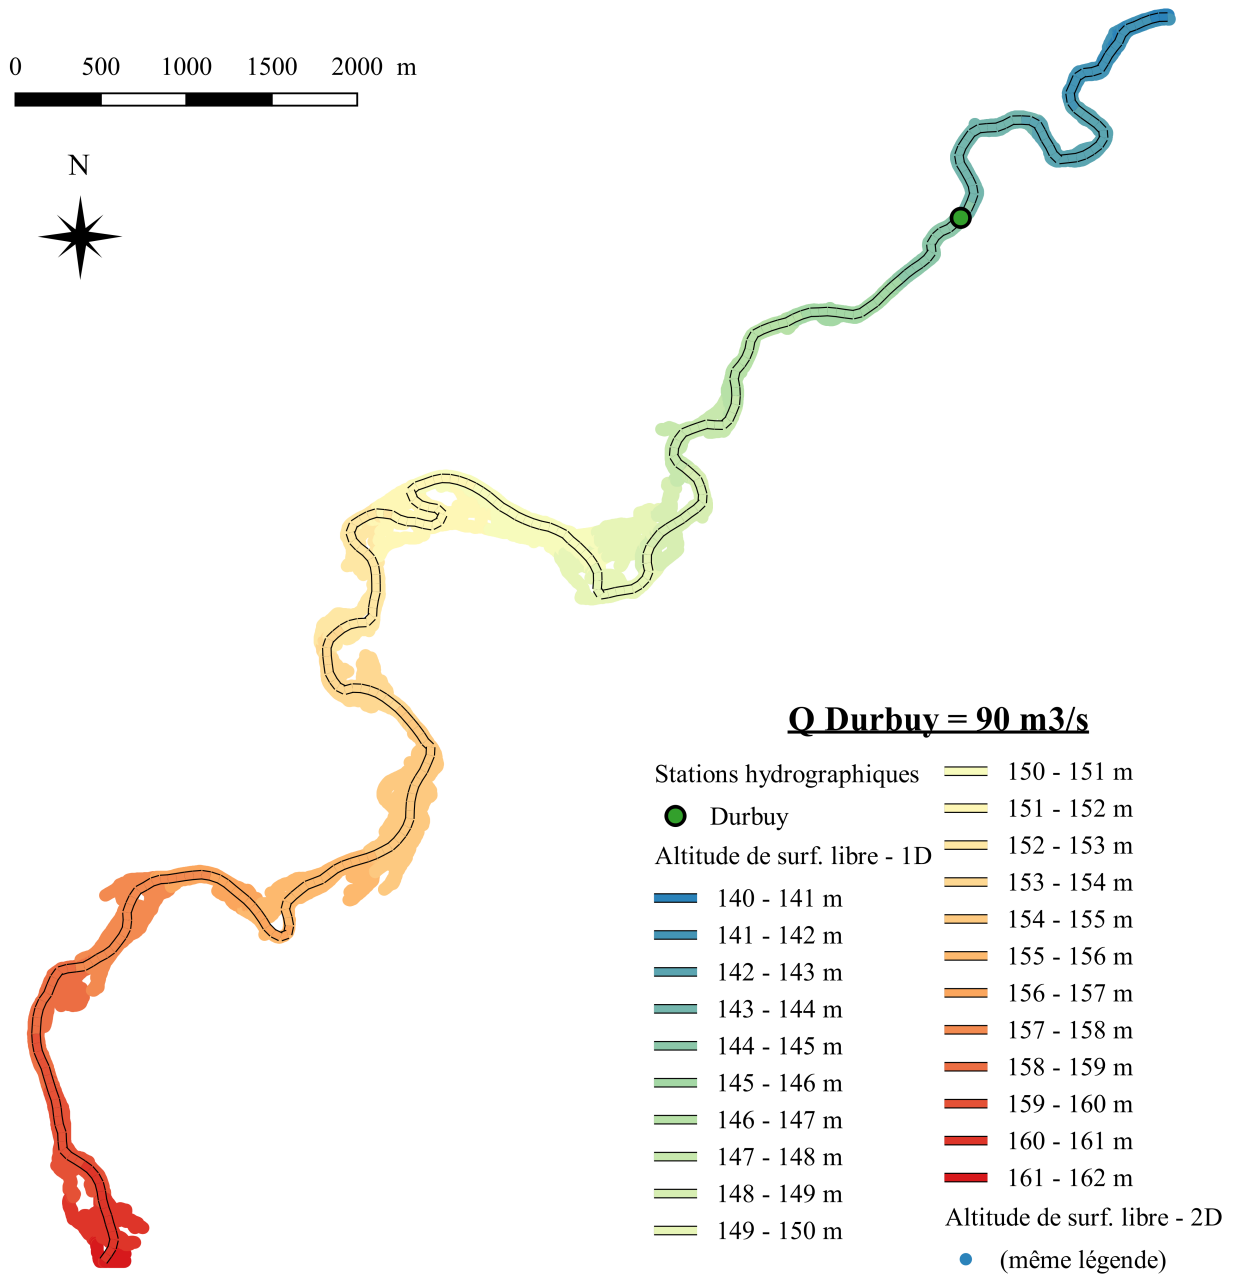 0 500 1000 1500 2000 m
N
Q Durbuy = 90 m3/s
Stations hydrographiques
Durbuy
Altitude de surf. libre - 1D
140 - 141 m
141 - 142 m
142 - 143 m
143 - 144 m
144 - 145 m
145 - 146 m
146 - 147 m
147 - 148 m
148 - 149 m
149 - 150 m
150 - 151 m
151 - 152 m
152 - 153 m
153 - 154 m
154 - 155 m
155 - 156 m
156 - 157 m
157 - 158 m
158 - 159 m
159 - 160 m
160 - 161 m
161 - 162 m
Altitude de surf. libre - 2D
(même légende)